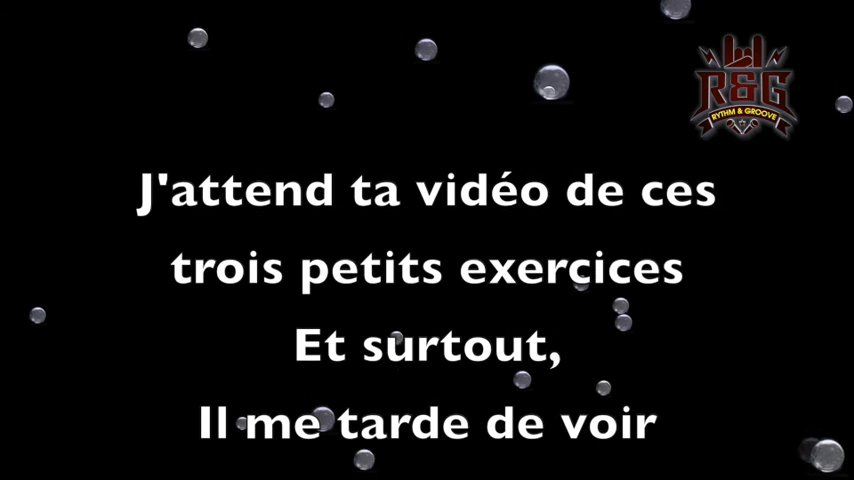 R&G
RYTHM & GROOVE
J'attend ta vidéo de ces
trois petits exercices
Et surtout,
Il me tarde de voir